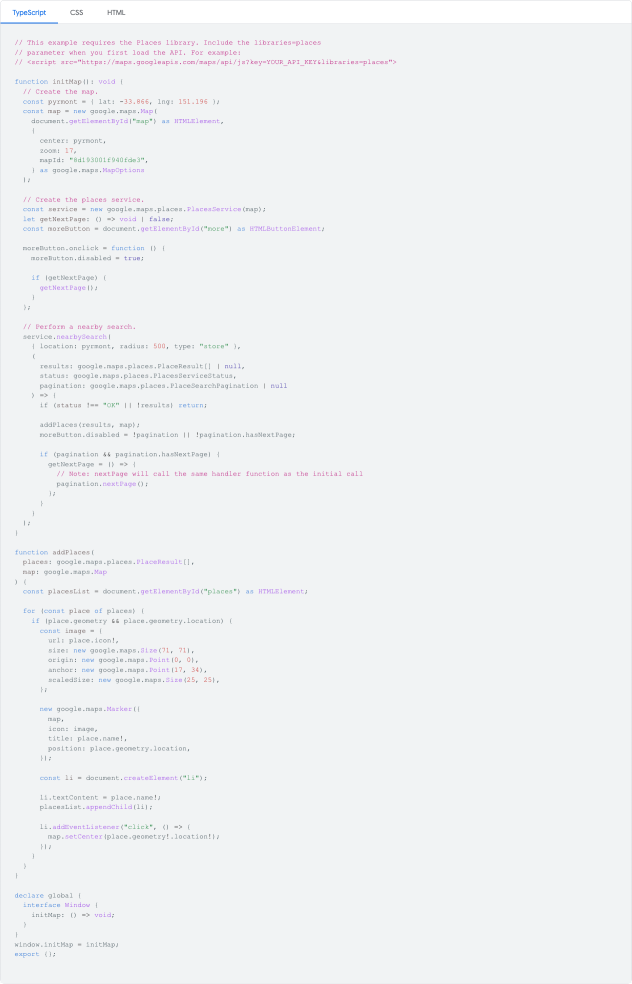 TypeScript CSS HTML
// This example requires the Places library. Include the libraries=places
// parameter when you first load the API. For example:
// <script src="https://maps.googleapis.com/maps/api/js?key=YOUR_API_KEY&libraries=places">
function initMap(): void {
// Create the map.
const pyrmont = { lat: -33.866, lng: 151.196 };
const map = new google.maps.Map(
document.getElementById("map") as HTMLElement,
{
center: pyrmont,
zoom: 17,
mapId: "8d193001f940fde3",
} as google.maps.MapOptions
);
// Create the places service.
const service = new google.maps.places.PlacesService(map);
let getNextPage: () => void | false;
const moreButton = document.getElementById("more") as HTMLButtonElement;
moreButton.onclick = function () {
moreButton.disabled = true;
if (getNextPage) {
getNextPage();
}
};
// Perform a nearby search.
service.nearbySearch(
{ location: pyrmont, radius: 500, type: "store" },
(
results: google.maps.places.PlaceResult[] | null,
status: google.maps.places.PlacesServiceStatus,
pagination: google.maps.places.PlaceSearchPagination | null
) => {
if (status !== "OK" || !results) return;
addPlaces(results, map);
moreButton.disabled = !pagination || !pagination.hasNextPage;
if (pagination && pagination.hasNextPage) {
getNextPage = () => {
// Note: nextPage will call the same handler function as the initial call
pagination.nextPage();
};
}
}
);
}
function addPlaces(
places: google.maps.places.PlaceResult[],
map: google.maps.Map
) {
const placesList = document.getElementById("places") as HTMLElement;
for (const place of places) {
if (place.geometry && place.geometry.location) {
const image = {
url: place.icon!,
size: new google.maps.Size(71, 71),
origin: new google.maps.Point(0, 0),
anchor: new google.maps.Point(17, 34),
scaledSize: new google.maps.Size(25, 25),
};
new google.maps.Marker({
map,
icon: image,
title: place.name!,
position: place.geometry.location,
});
const li = document.createElement("li");
li.textContent = place.name!;
placesList.appendChild(li);
li.addEventListener("click", () => {
map.setCenter(place.geometry!.location!);
});
}
}
}
declare global {
interface Window {
initMap: () => void;
}
}
window.initMap = initMap;
export {};